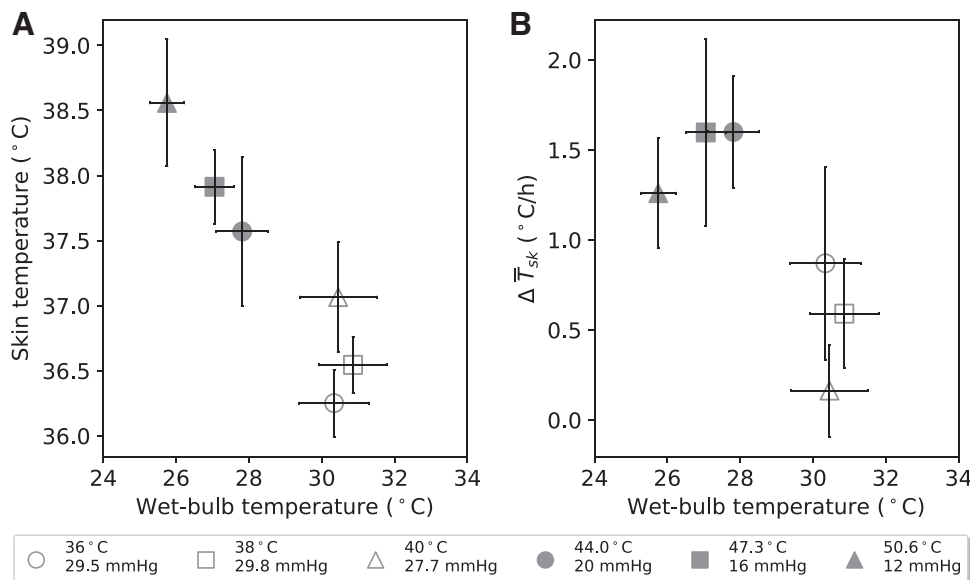 A
39.0
38.5
38.0
37.5
37.0
36.5
36.0
Skin temperature (°C)
24 26 28 30 32 34
Wet-bulb temperature (°C)
B
2.0
1.5
1.0
0.5
0.0
Δ T̿sk (°C/h)
24 26 28 30 32 34
Wet-bulb temperature (°C)
36°C
29.5 mmHg
38°C
29.8 mmHg
40°C
27.7 mmHg
44.0°C
20 mmHg
47.3°C
16 mmHg
50.6°C
12 mmHg